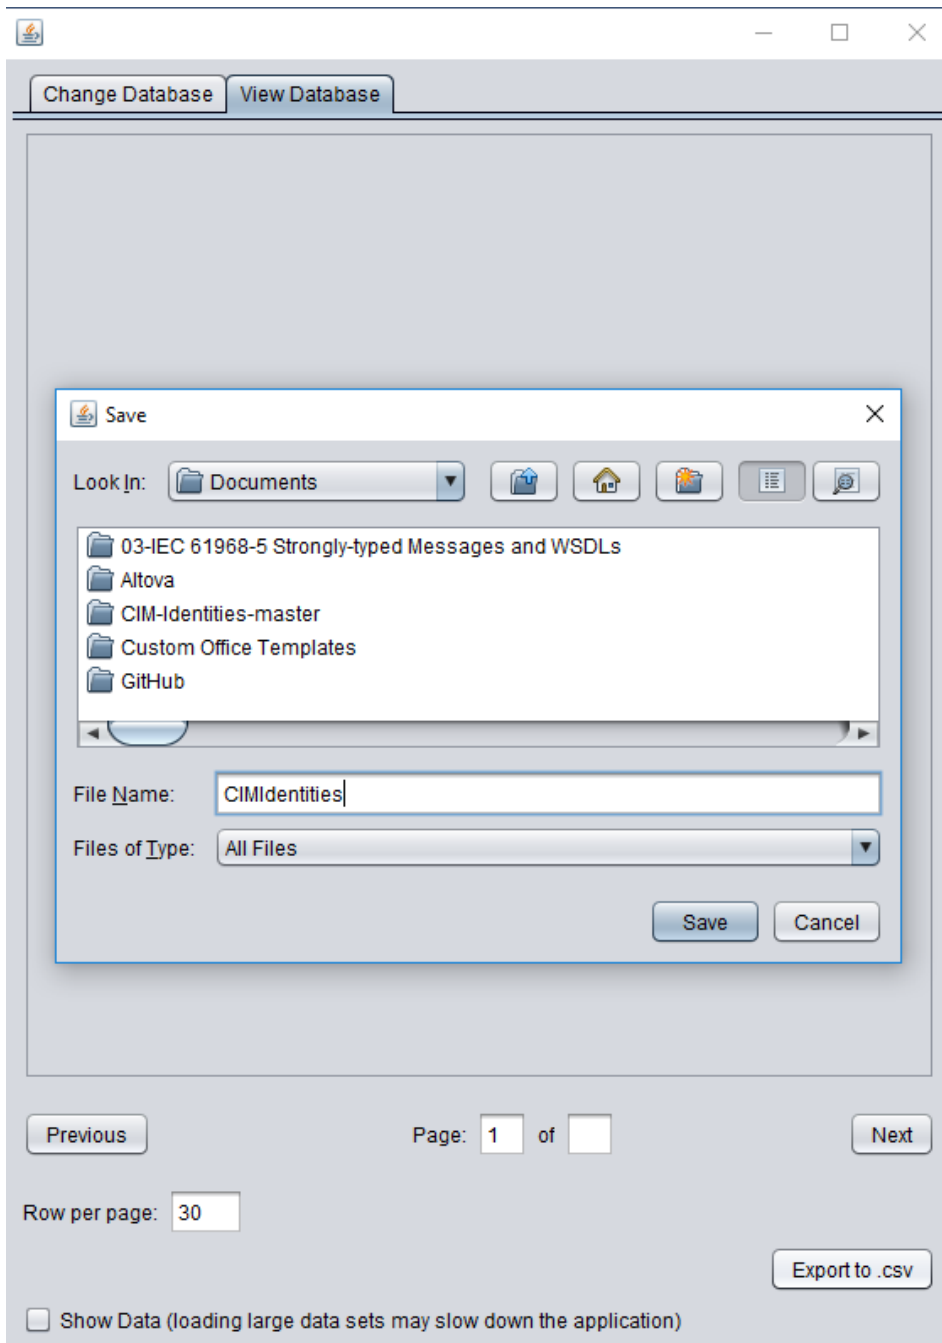 Change Database View Database
Save
Look In: Documents
03-IEC 61968-5 Strongly-typed Messages and WSDLs
Altova
CIM-Identities-master
Custom Office Templates
GitHub
File Name: CIMIdentities
Files of Type: All Files
Save Cancel
Previous Page: 1 of Next
Row per page: 30
Export to .csv
Show Data (loading large data sets may slow down the application)